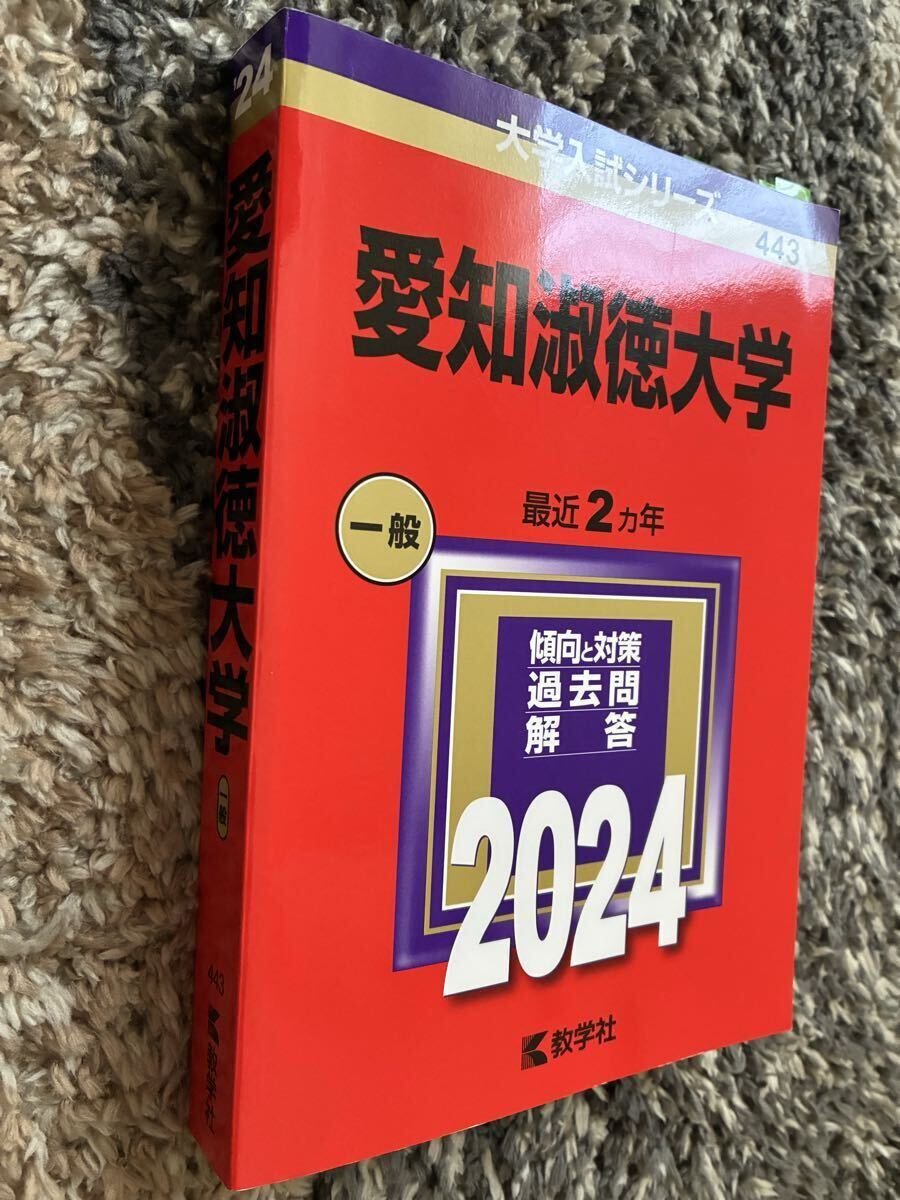 大学入試シリーズ
443
愛知淑徳大学
最近2カ年
一般
傾向と対策
過去問
解答
2024
教学社
'24
愛知淑徳大学
一般
443
教学社